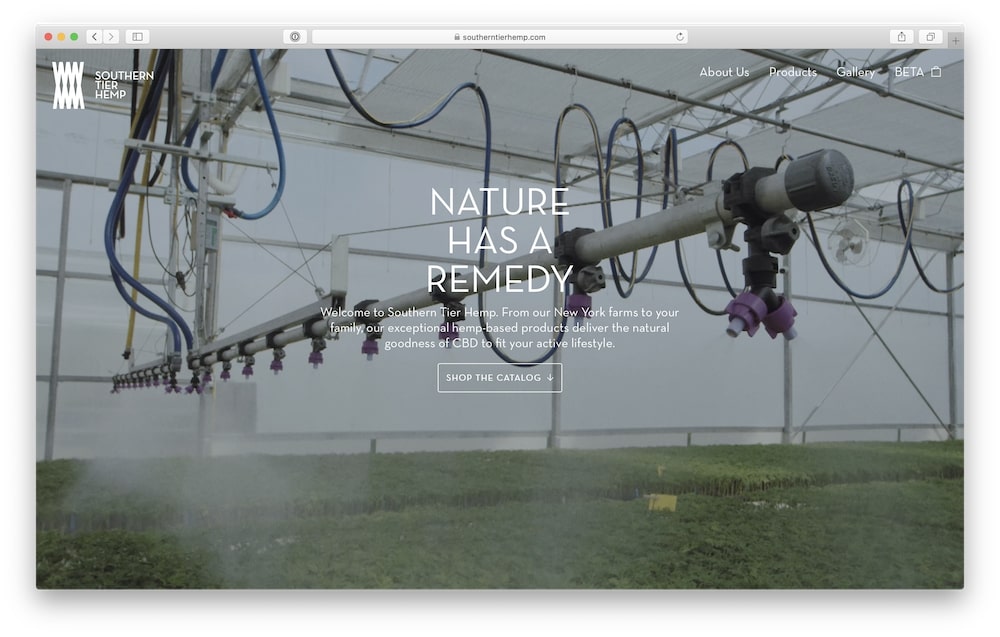 southerntierhemp.com
SOUTHERN
TIER
HEMP
About Us Products Gallery BETA
NATURE
HAS A
REMEDY
Welcome to Southern Tier Hemp. From our New York farms to your
family, our exceptional hemp-based products deliver the natural
goodness of CBD to fit your active lifestyle.
SHOP THE CATALOG ↓